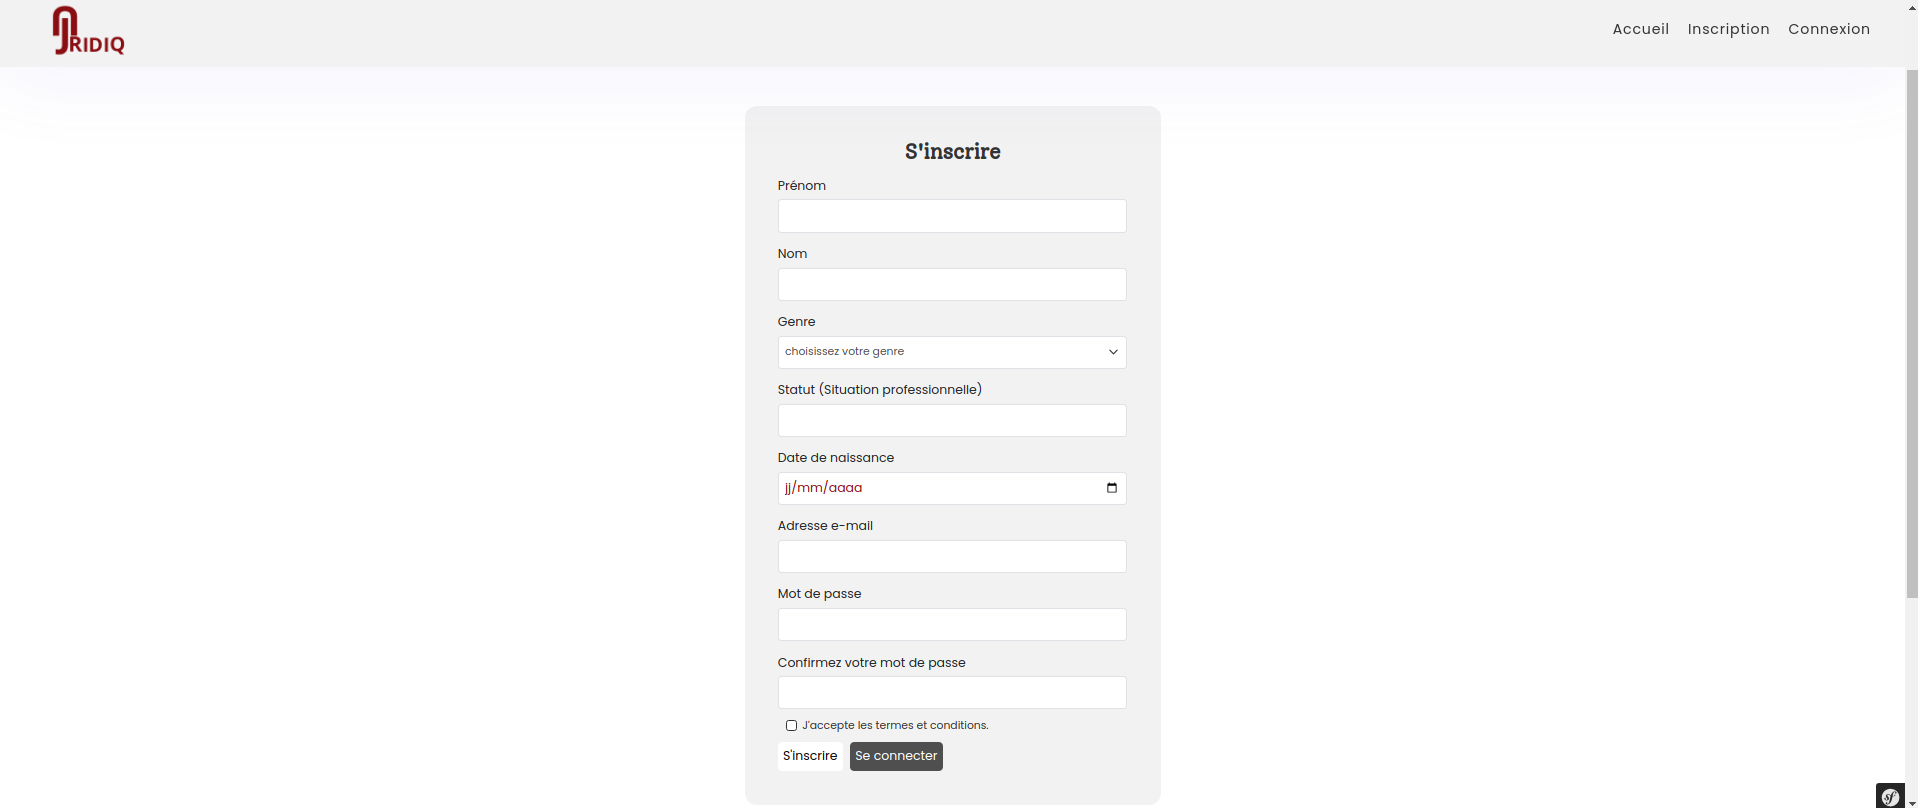 JRIDIQ
Accueil Inscription Connexion
S'inscrire
Prénom
Nom
Genre
choisissez votre genre
Statut (Situation professionnelle)
Date de naissance
jj/mm/aaaa
Adresse e-mail
Mot de passe
Confirmez votre mot de passe
J'accepte les termes et conditions.
S'inscrire Se connecter
sf